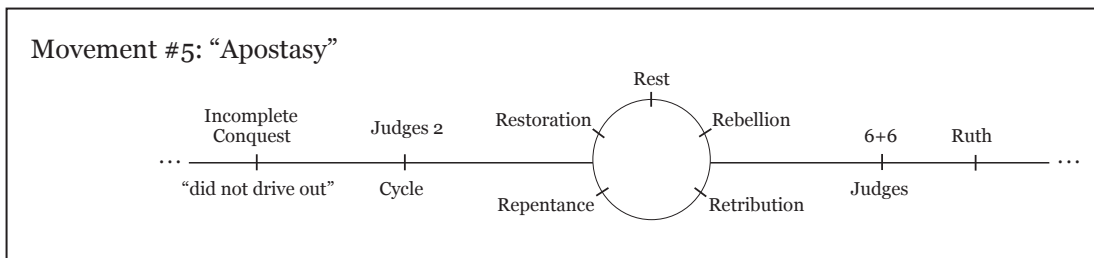 Movement #5: “Apostasy”
Rest
Incomplete
Conquest
Judges 2
Restoration
Rebellion
6+6
Ruth
...
...
“did not drive out”
Cycle
Repentance
Retribution
Judges